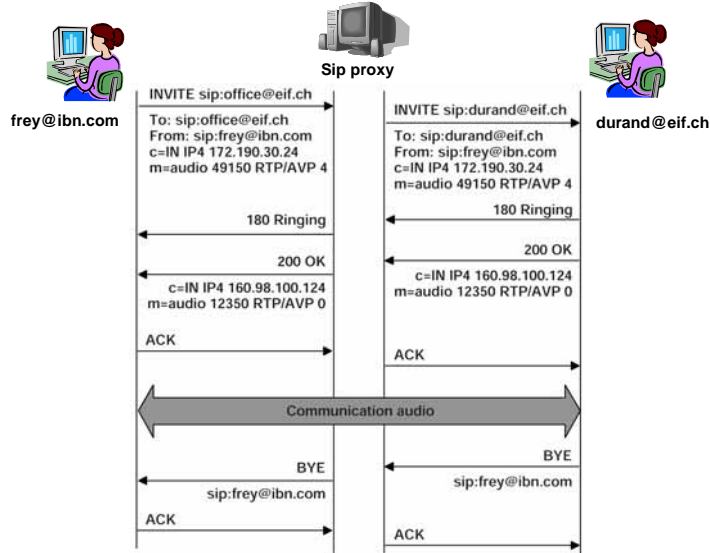 Sip proxy
frey@ibn.com
durand@eif.ch
INVITE sip:office@eif.ch
To: sip:office@eif.ch
From: sip:frey@ibn.com
c=IN IP4 172.190.30.24
m=audio 49150 RTP/AVP 4
INVITE sip:durand@eif.ch
To: sip:durand@eif.ch
From: sip:frey@ibn.com
c=IN IP4 172.190.30.24
m=audio 49150 RTP/AVP 4
180 Ringing
180 Ringing
200 OK
c=IN IP4 160.98.100.124
m=audio 12350 RTP/AVP 0
200 OK
c=IN IP4 160.98.100.124
m=audio 12350 RTP/AVP 0
ACK
ACK
Communication audio
BYE
sip:frey@ibn.com
BYE
sip:frey@ibn.com
ACK
ACK